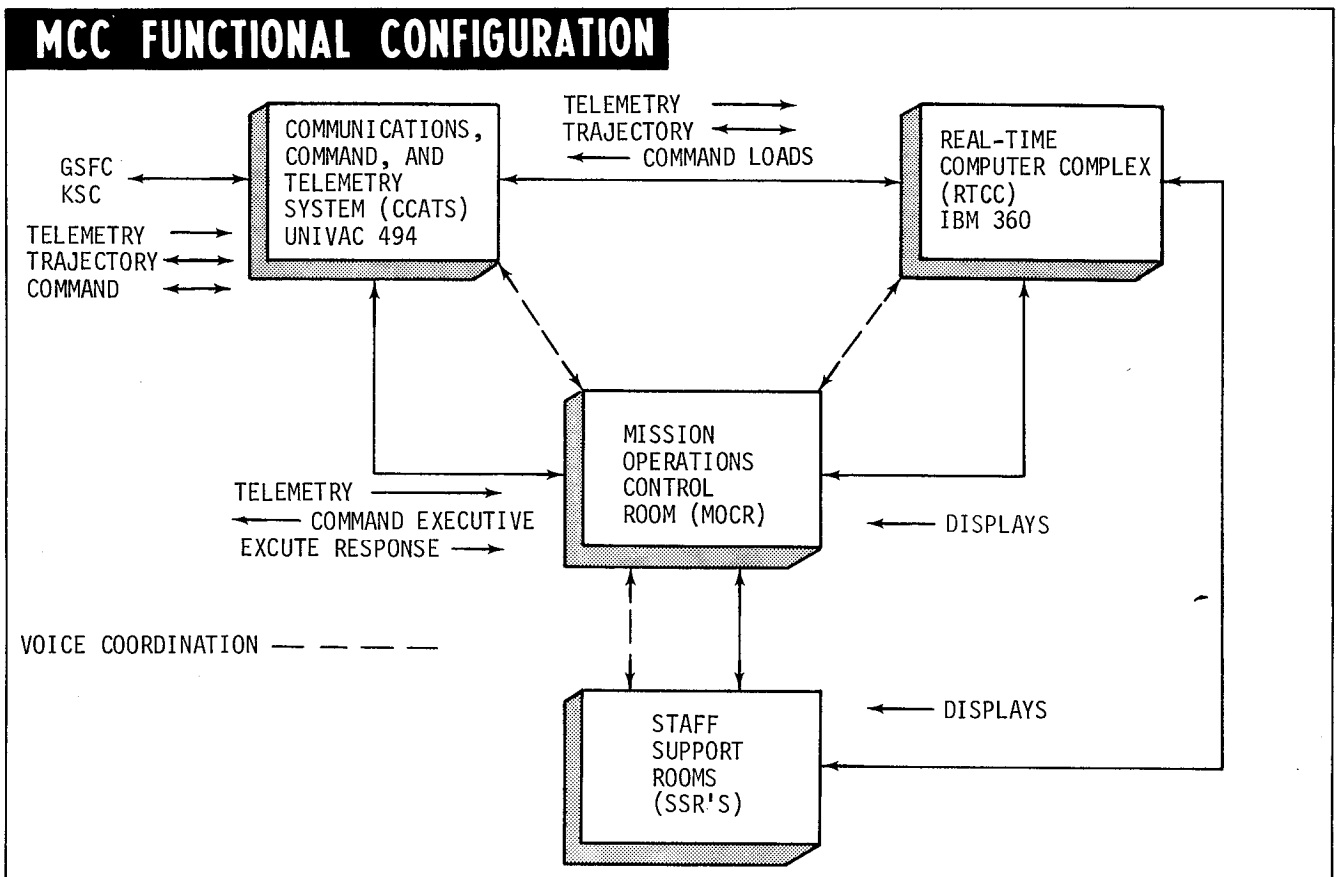 MCC FUNCTIONAL CONFIGURATION
COMMUNICATIONS,
COMMAND, AND
TELEMETRY
SYSTEM (CCATS)
UNIVAC 494
TELEMETRY
TRAJECTORY
COMMAND LOADS
REAL-TIME
COMPUTER COMPLEX
(RTCC)
IBM 360
GSFC
KSC
TELEMETRY
TRAJECTORY
COMMAND
MISSION
OPERATIONS
CONTROL
ROOM (MOCR)
TELEMETRY
COMMAND EXECUTIVE
EXCUTE RESPONSE
DISPLAYS
VOICE COORDINATION
STAFF
SUPPORT
ROOMS
(SSR'S)
DISPLAYS